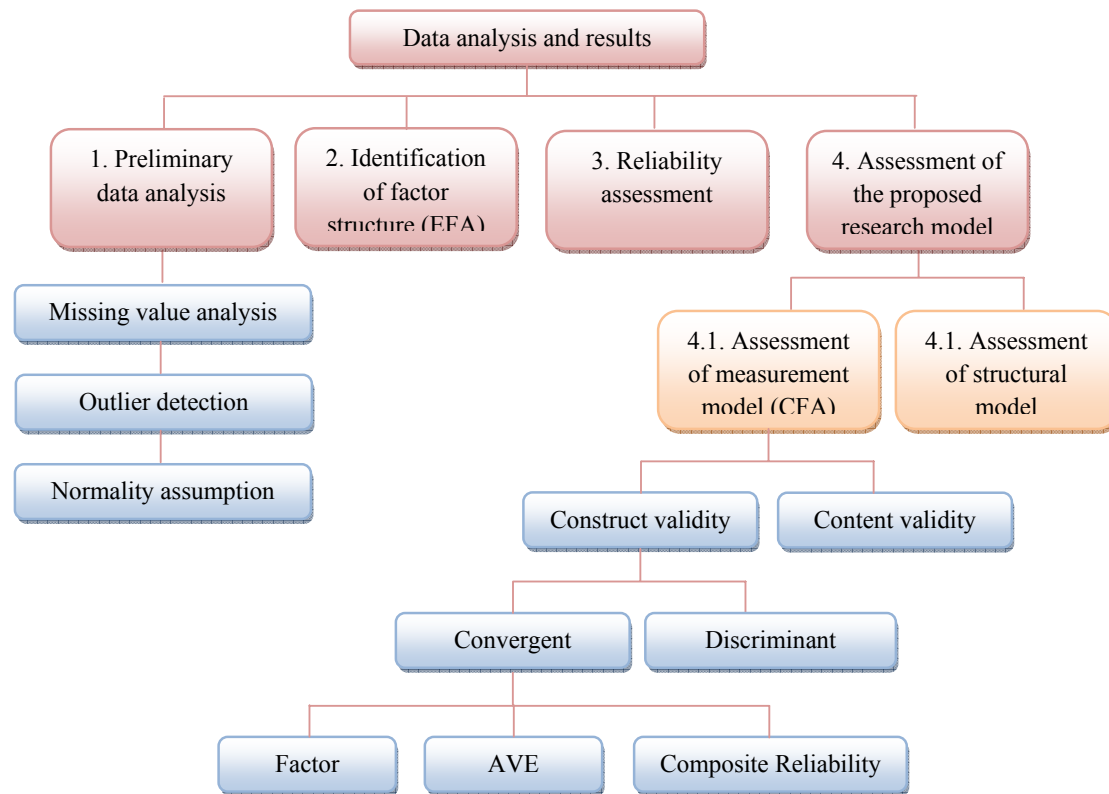 Data analysis and results
1. Preliminary
data analysis
2. Identification
of factor
structure (EFA)
3. Reliability
assessment
4. Assessment of
the proposed
research model
Missing value analysis
Outlier detection
Normality assumption
4.1. Assessment
of measurement
model (CFA)
4.1. Assessment
of structural
model
Construct validity
Content validity
Convergent
Discriminant
Factor
AVE
Composite Reliability